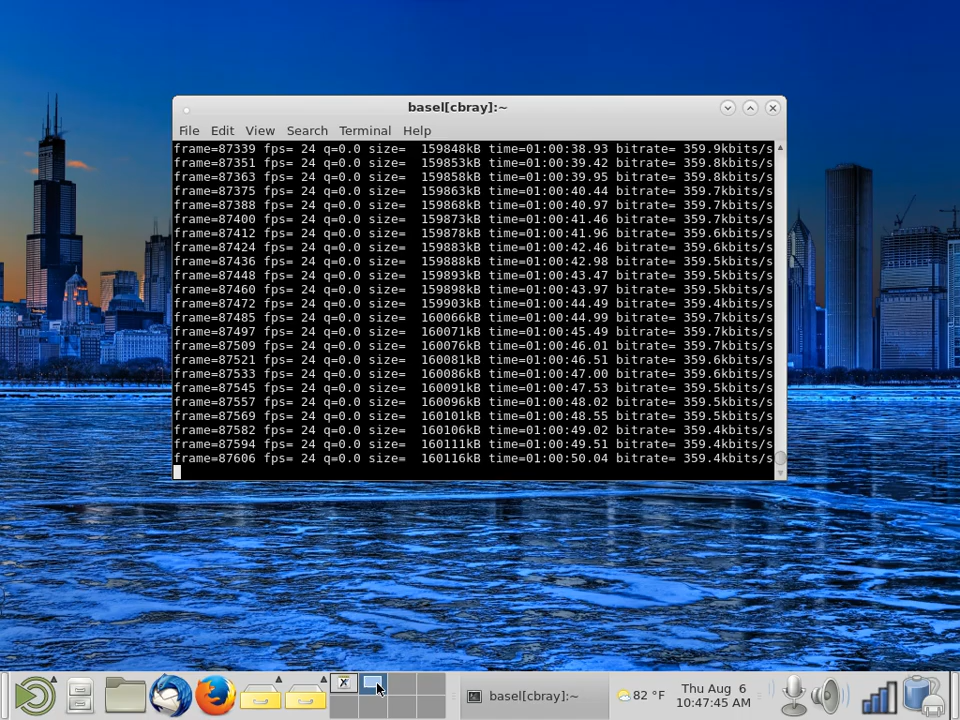 basel[cbray]:~
File Edit View Search Terminal Help
frame=87339 fps= 24 q=0.0 size=  159848kB time=01:00:38.93 bitrate= 359.9kbits/s
frame=87351 fps= 24 q=0.0 size=  159853kB time=01:00:39.42 bitrate= 359.8kbits/s
frame=87363 fps= 24 q=0.0 size=  159858kB time=01:00:39.95 bitrate= 359.8kbits/s
frame=87375 fps= 24 q=0.0 size=  159863kB time=01:00:40.44 bitrate= 359.7kbits/s
frame=87388 fps= 24 q=0.0 size=  159868kB time=01:00:40.97 bitrate= 359.7kbits/s
frame=87400 fps= 24 q=0.0 size=  159873kB time=01:00:41.46 bitrate= 359.7kbits/s
frame=87412 fps= 24 q=0.0 size=  159878kB time=01:00:41.96 bitrate= 359.6kbits/s
frame=87424 fps= 24 q=0.0 size=  159883kB time=01:00:42.46 bitrate= 359.6kbits/s
frame=87436 fps= 24 q=0.0 size=  159888kB time=01:00:42.98 bitrate= 359.5kbits/s
frame=87448 fps= 24 q=0.0 size=  159893kB time=01:00:43.47 bitrate= 359.5kbits/s
frame=87460 fps= 24 q=0.0 size=  159898kB time=01:00:43.97 bitrate= 359.5kbits/s
frame=87472 fps= 24 q=0.0 size=  159903kB time=01:00:44.49 bitrate= 359.4kbits/s
frame=87485 fps= 24 q=0.0 size=  160066kB time=01:00:44.99 bitrate= 359.7kbits/s
frame=87497 fps= 24 q=0.0 size=  160071kB time=01:00:45.49 bitrate= 359.7kbits/s
frame=87509 fps= 24 q=0.0 size=  160076kB time=01:00:46.01 bitrate= 359.7kbits/s
frame=87521 fps= 24 q=0.0 size=  160081kB time=01:00:46.51 bitrate= 359.6kbits/s
frame=87533 fps= 24 q=0.0 size=  160086kB time=01:00:47.00 bitrate= 359.6kbits/s
frame=87545 fps= 24 q=0.0 size=  160091kB time=01:00:47.53 bitrate= 359.5kbits/s
frame=87557 fps= 24 q=0.0 size=  160096kB time=01:00:48.02 bitrate= 359.5kbits/s
frame=87569 fps= 24 q=0.0 size=  160101kB time=01:00:48.55 bitrate= 359.5kbits/s
frame=87582 fps= 24 q=0.0 size=  160106kB time=01:00:49.02 bitrate= 359.4kbits/s
frame=87594 fps= 24 q=0.0 size=  160111kB time=01:00:49.51 bitrate= 359.4kbits/s
frame=87606 fps= 24 q=0.0 size=  160116kB time=01:00:50.04 bitrate= 359.4kbits/s
basel[cbray]:~
82 °F
Thu Aug 6
10:47:45 AM